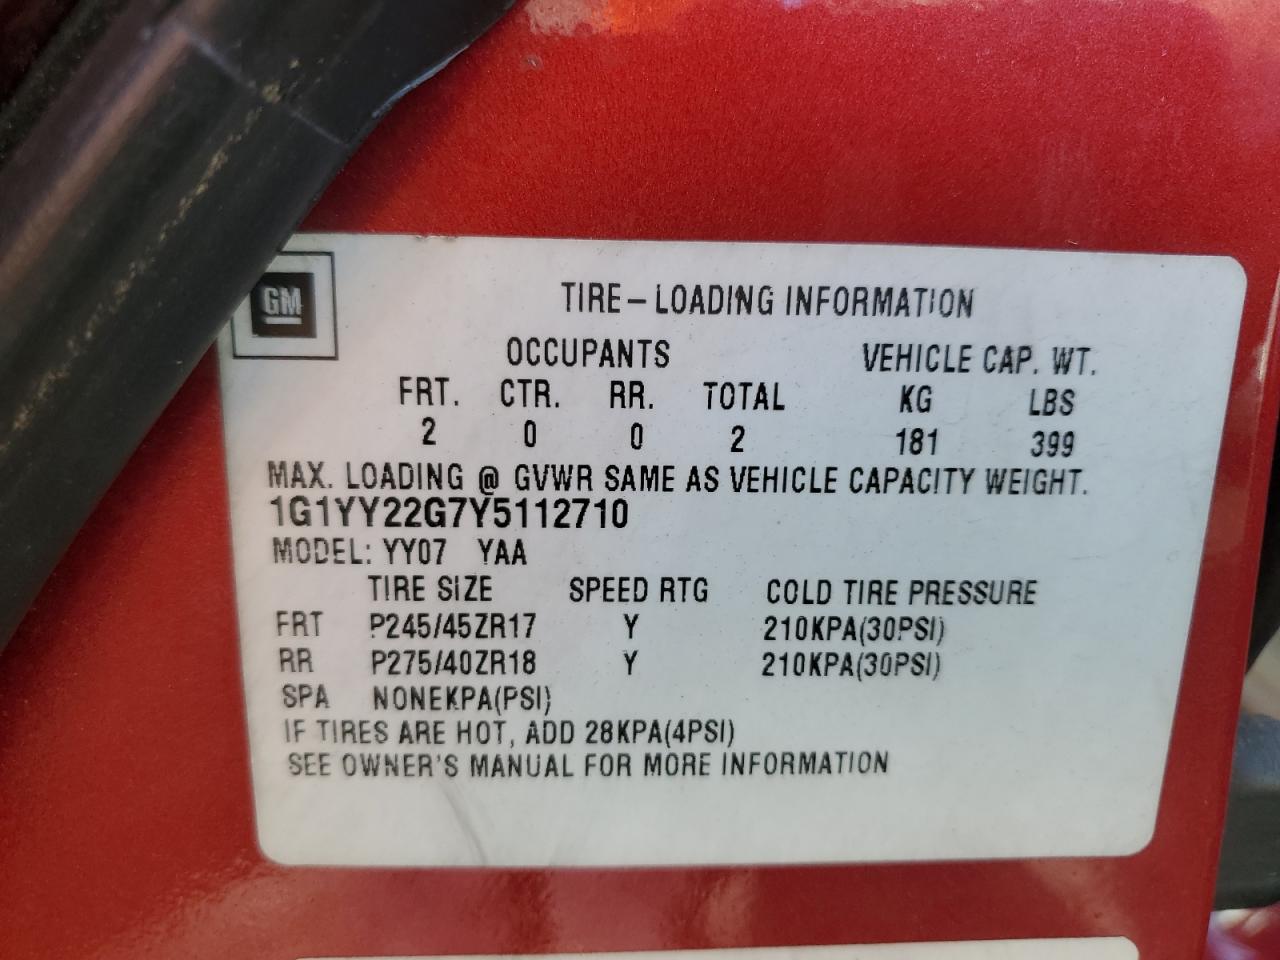 GM
TIRE-LOADING INFORMATION
OCCUPANTS VEHICLE CAP. WT.
FRT. CTR. RR. TOTAL KG LBS
2 0 0 2 181 399
MAX. LOADING @ GVWR SAME AS VEHICLE CAPACITY WEIGHT.
1G1YY22G7Y5112710
MODEL: YY07 YAA
TIRE SIZE SPEED RTG COLD TIRE PRESSURE
FRT P245/45ZR17 Y 210KPA(30PSI)
RR P275/40ZR18 Y 210KPA(30PSI)
SPA NONEKPA(PSI)
IF TIRES ARE HOT, ADD 28KPA(4PSI)
SEE OWNER'S MANUAL FOR MORE INFORMATION